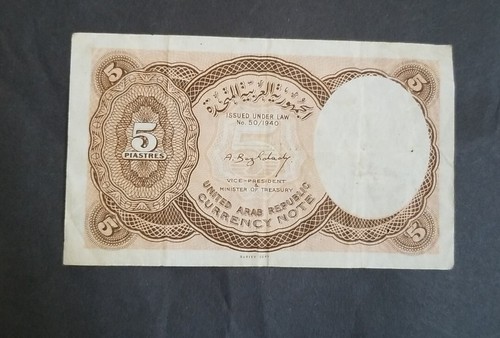 5
5
الجمهورية العربية المتحدة
ISSUED UNDER LAW
No. 50/1940
5
PIASTRES
VICE-PRESIDENT
&
MINISTER OF TREASURY
UNITED ARAB REPUBLIC
CURRENCY NOTE
5
5